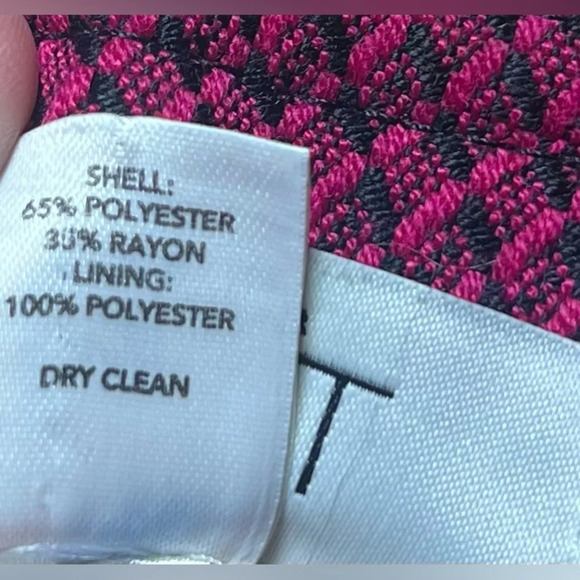 SHELL:
65% POLYESTER
35% RAYON
LINING:
100% POLYESTER
DRY CLEAN
T